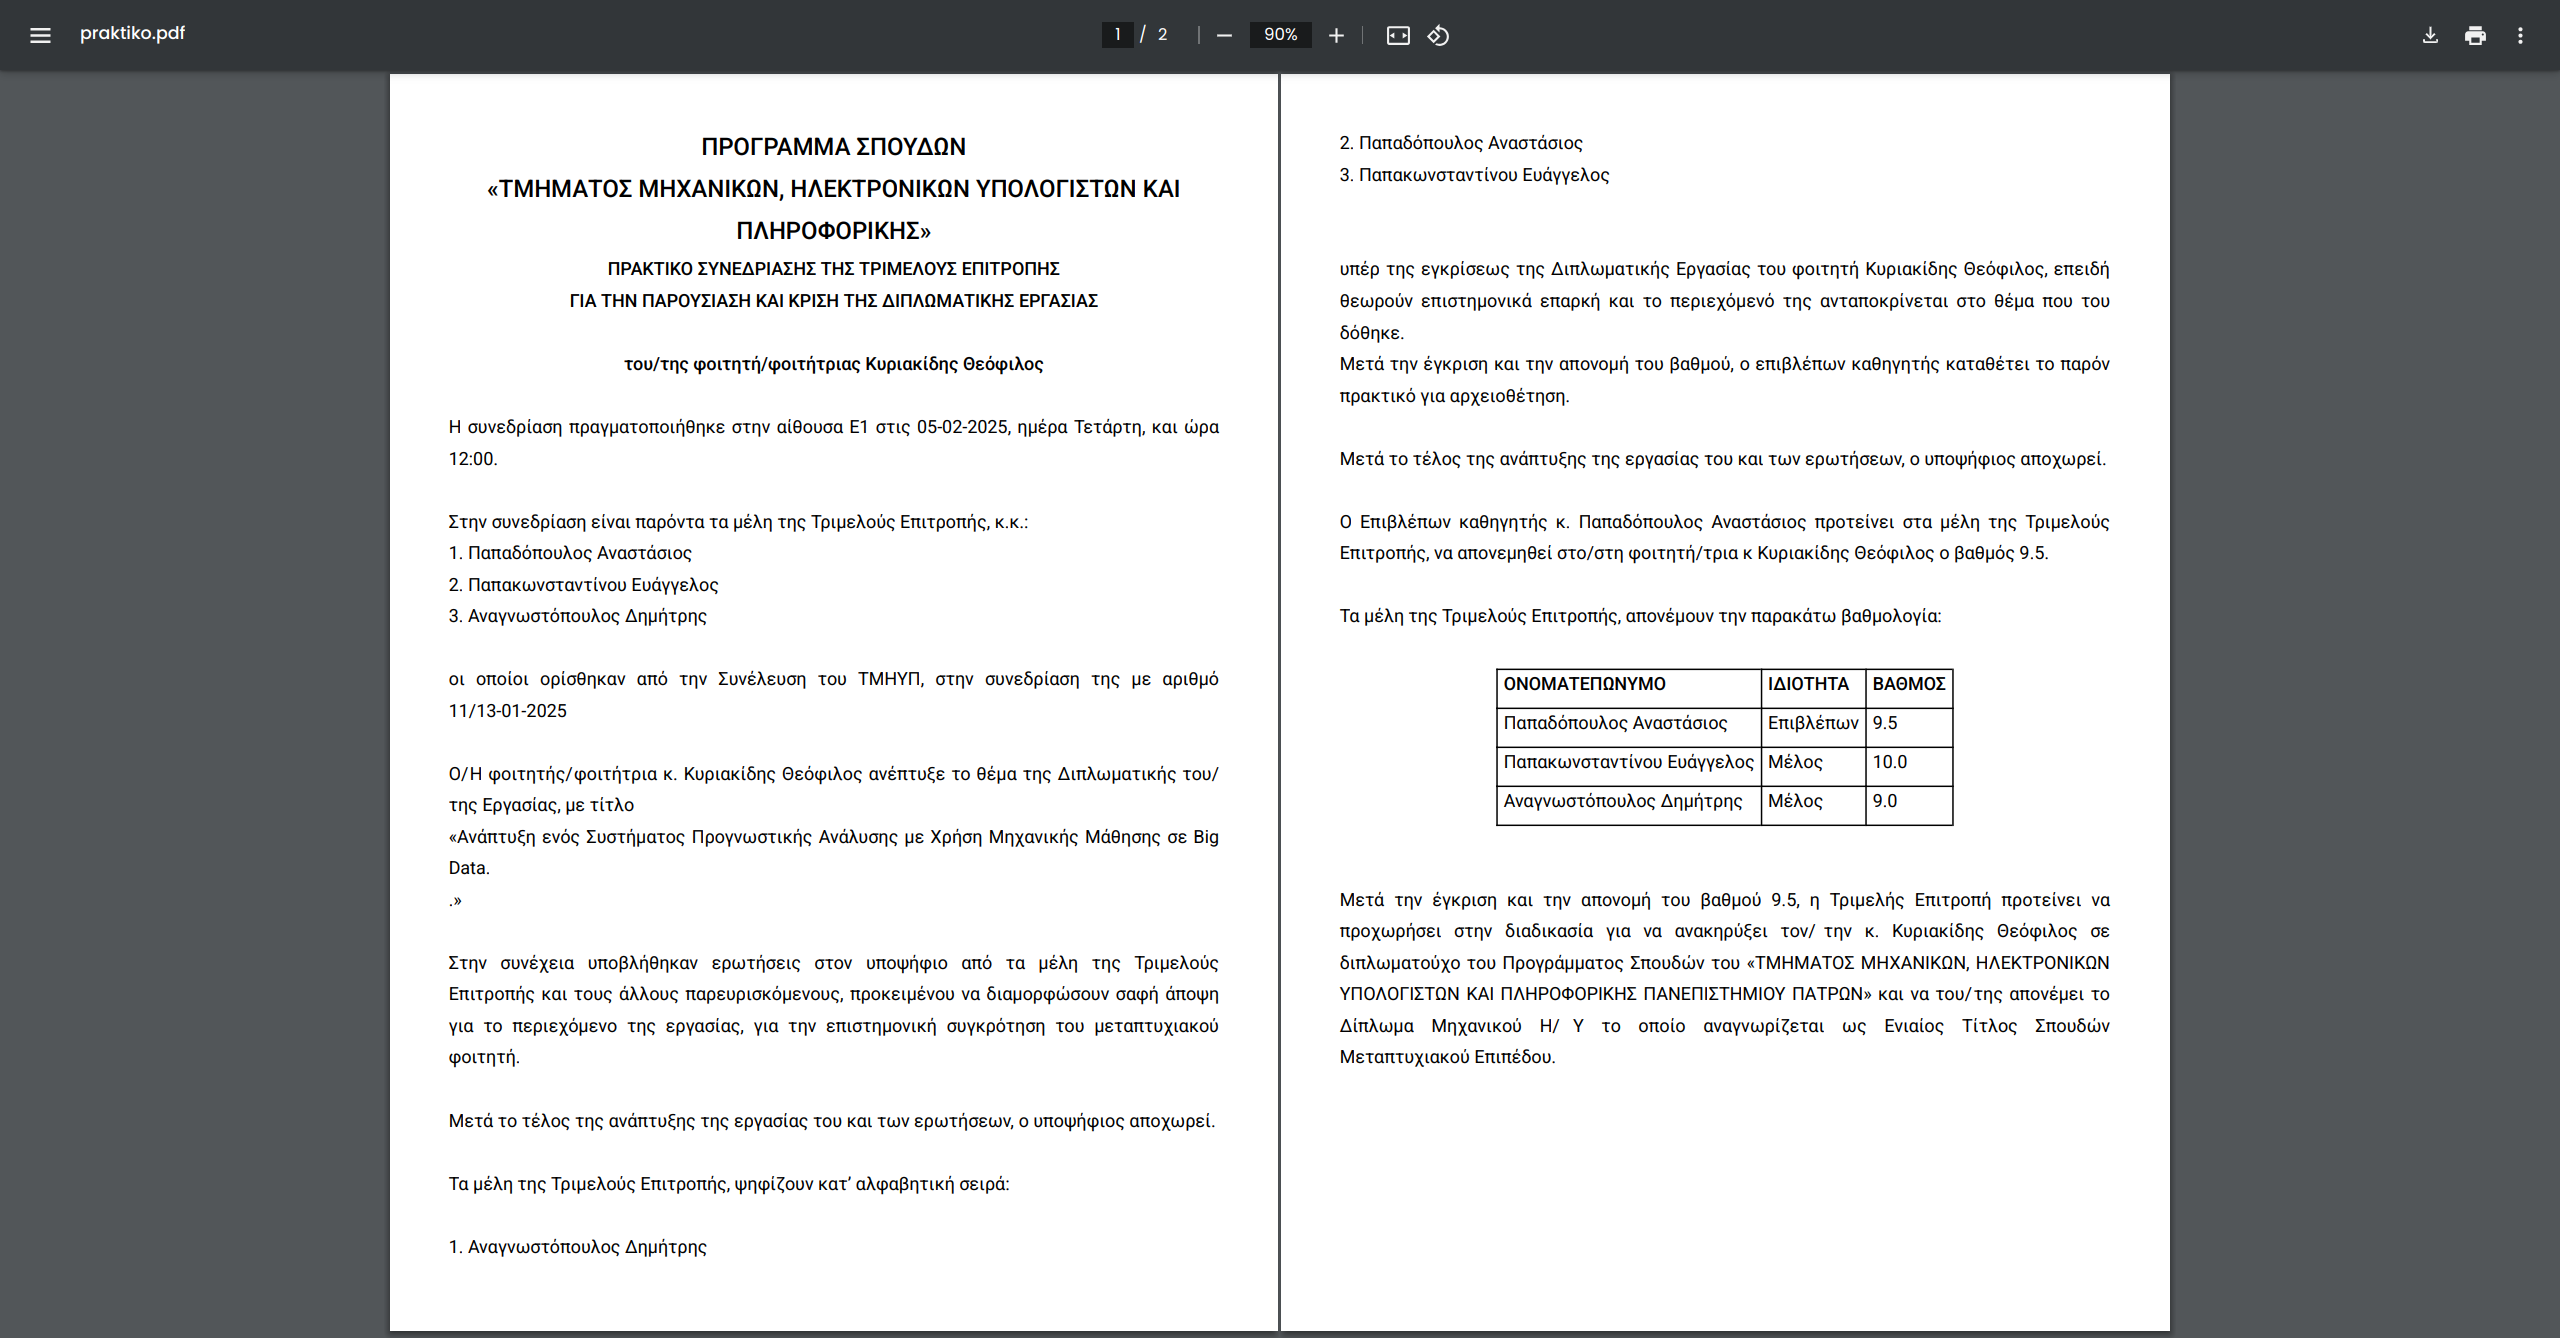 praktiko.pdf
1 / 2
90%
ΠΡΟΓΡΑΜΜΑ ΣΠΟΥΔΩΝ
«ΤΜΗΜΑΤΟΣ ΜΗΧΑΝΙΚΩΝ, ΗΛΕΚΤΡΟΝΙΚΩΝ ΥΠΟΛΟΓΙΣΤΩΝ ΚΑΙ
ΠΛΗΡΟΦΟΡΙΚΗΣ»
ΠΡΑΚΤΙΚΟ ΣΥΝΕΔΡΙΑΣΗΣ ΤΗΣ ΤΡΙΜΕΛΟΥΣ ΕΠΙΤΡΟΠΗΣ
ΓΙΑ ΤΗΝ ΠΑΡΟΥΣΙΑΣΗ ΚΑΙ ΚΡΙΣΗ ΤΗΣ ΔΙΠΛΩΜΑΤΙΚΗΣ ΕΡΓΑΣΙΑΣ
του/της φοιτητή/φοιτήτριας Κυριακίδης Θεόφιλος
Η συνεδρίαση πραγματοποιήθηκε στην αίθουσα Ε1 στις 05-02-2025, ημέρα Τετάρτη, και ώρα
12:00.
Στην συνεδρίαση είναι παρόντα τα μέλη της Τριμελούς Επιτροπής, κ.κ.:
1. Παπαδόπουλος Αναστάσιος
2. Παπακωνσταντίνου Ευάγγελος
3. Αναγνωστόπουλος Δημήτρης
οι οποίοι ορίσθηκαν από την Συνέλευση του ΤΜΗΥΠ, στην συνεδρίαση της με αριθμό
11/13-01-2025
Ο/Η φοιτητής/φοιτήτρια κ. Κυριακίδης Θεόφιλος ανέπτυξε το θέμα της Διπλωματικής του/
της Εργασίας, με τίτλο
«Ανάπτυξη ενός Συστήματος Προγνωστικής Ανάλυσης με Χρήση Μηχανικής Μάθησης σε Big
Data.
.»
Στην συνέχεια υποβλήθηκαν ερωτήσεις στον υποψήφιο από τα μέλη της Τριμελούς
Επιτροπής και τους άλλους παρευρισκόμενους, προκειμένου να διαμορφώσουν σαφή άποψη
για το περιεχόμενο της εργασίας, για την επιστημονική συγκρότηση του μεταπτυχιακού
φοιτητή.
Μετά το τέλος της ανάπτυξης της εργασίας του και των ερωτήσεων, ο υποψήφιος αποχωρεί.
Τα μέλη της Τριμελούς Επιτροπής, ψηφίζουν κατ’ αλφαβητική σειρά:
1. Αναγνωστόπουλος Δημήτρης
2. Παπαδόπουλος Αναστάσιος
3. Παπακωνσταντίνου Ευάγγελος
υπέρ της εγκρίσεως της Διπλωματικής Εργασίας του φοιτητή Κυριακίδης Θεόφιλος, επειδή
θεωρούν επιστημονικά επαρκή και το περιεχόμενό της ανταποκρίνεται στο θέμα που του
δόθηκε.
Μετά την έγκριση και την απονομή του βαθμού, ο επιβλέπων καθηγητής καταθέτει το παρόν
πρακτικό για αρχειοθέτηση.
Μετά το τέλος της ανάπτυξης της εργασίας του και των ερωτήσεων, ο υποψήφιος αποχωρεί.
Ο Επιβλέπων καθηγητής κ. Παπαδόπουλος Αναστάσιος προτείνει στα μέλη της Τριμελούς
Επιτροπής, να απονεμηθεί στο/στη φοιτητή/τρια κ Κυριακίδης Θεόφιλος ο βαθμός 9.5.
Τα μέλη της Τριμελούς Επιτροπής, απονέμουν την παρακάτω βαθμολογία:
ΟΝΟΜΑΤΕΠΩΝΥΜΟ ΙΔΙΟΤΗΤΑ ΒΑΘΜΟΣ
Παπαδόπουλος Αναστάσιος Επιβλέπων 9.5
Παπακωνσταντίνου Ευάγγελος Μέλος 10.0
Αναγνωστόπουλος Δημήτρης Μέλος 9.0
Μετά την έγκριση και την απονομή του βαθμού 9.5, η Τριμελής Επιτροπή προτείνει να
προχωρήσει στην διαδικασία για να ανακηρύξει τον/ την κ. Κυριακίδης Θεόφιλος σε
διπλωματούχο του Προγράμματος Σπουδών του «ΤΜΗΜΑΤΟΣ ΜΗΧΑΝΙΚΩΝ, ΗΛΕΚΤΡΟΝΙΚΩΝ
ΥΠΟΛΟΓΙΣΤΩΝ ΚΑΙ ΠΛΗΡΟΦΟΡΙΚΗΣ ΠΑΝΕΠΙΣΤΗΜΙΟΥ ΠΑΤΡΩΝ» και να του/της απονέμει το
Δίπλωμα Μηχανικού Η/ Υ το οποίο αναγνωρίζεται ως Ενιαίος Τίτλος Σπουδών
Μεταπτυχιακού Επιπέδου.